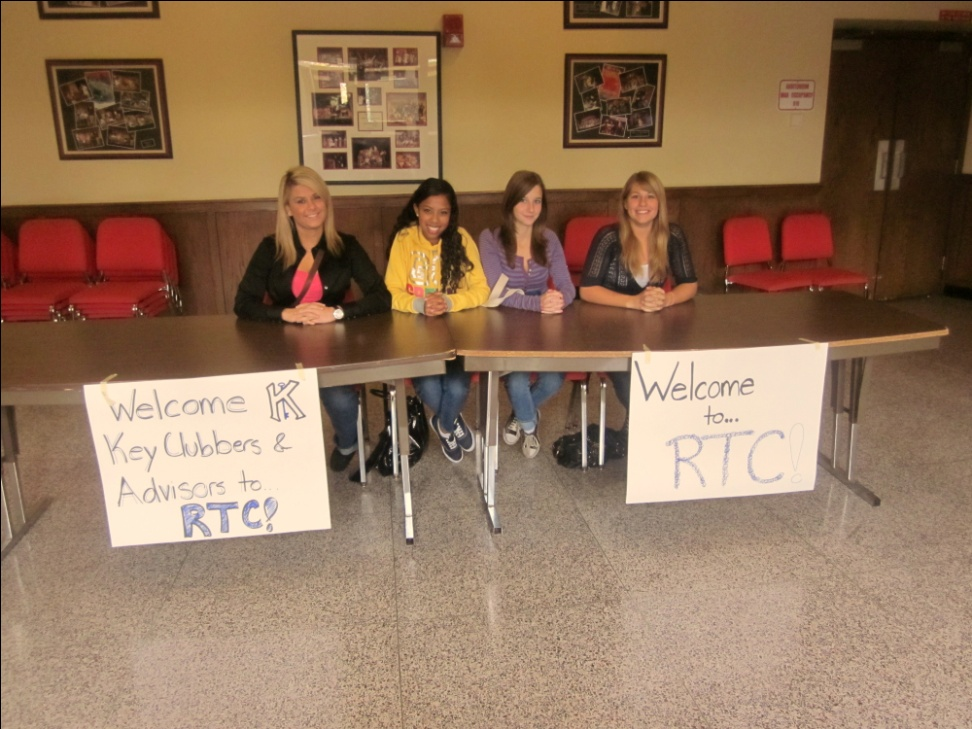 Welcome K
Key Clubbers &
Advisors to...
RTC!
Welcome
to...
RTC!